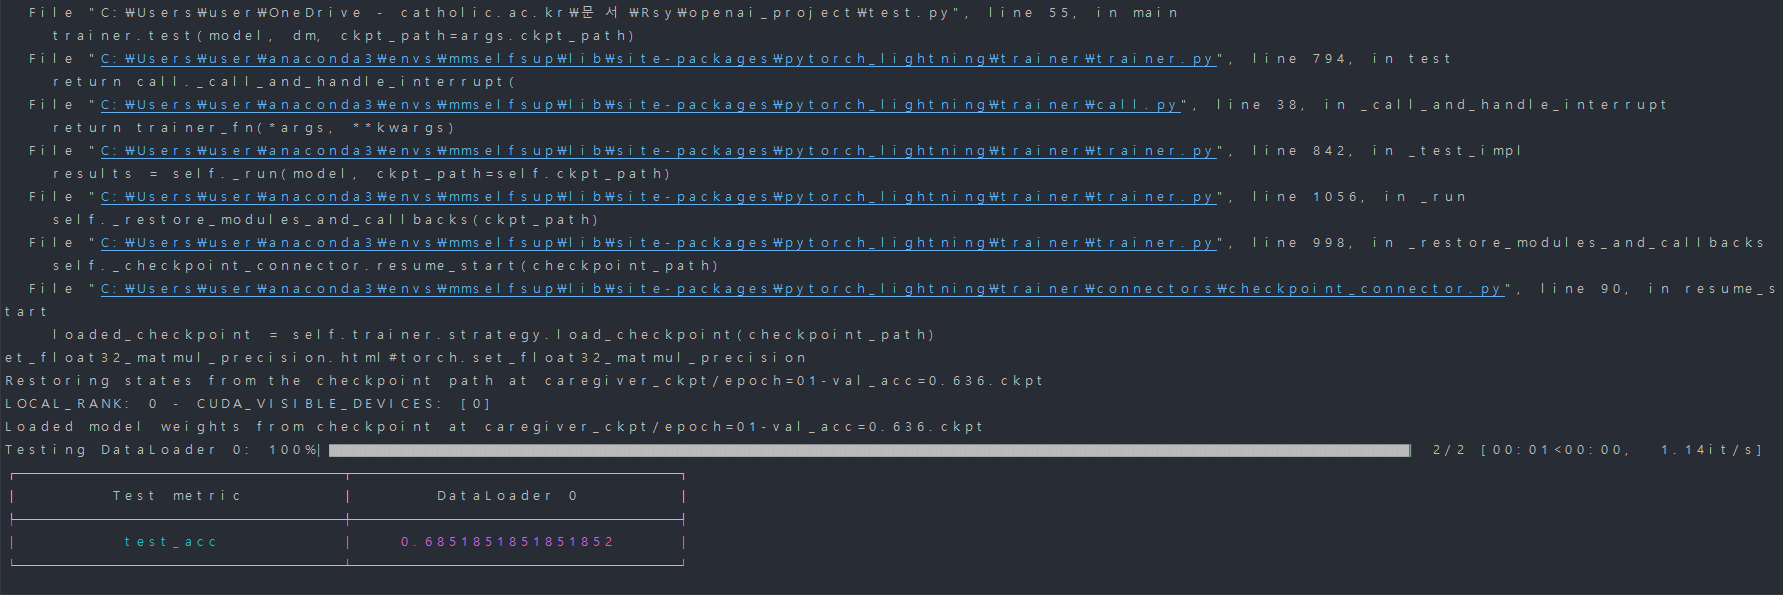 File "C:₩Users₩user₩OneDrive - catholic.ac.kr₩문서₩Rsy₩openai_project₩test.py", line 55, in main
trainer.test(model, dm, ckpt_path=args.ckpt_path)
File "C:₩Users₩user₩anaconda3₩envs₩mmselfsup₩lib₩site-packages₩pytorch_lightning₩trainer₩trainer.py", line 794, in test
return call._call_and_handle_interrupt(
File "C:₩Users₩user₩anaconda3₩envs₩mmselfsup₩lib₩site-packages₩pytorch_lightning₩trainer₩call.py", line 38, in _call_and_handle_interrupt
return trainer_fn(*args, **kwargs)
File "C:₩Users₩user₩anaconda3₩envs₩mmselfsup₩lib₩site-packages₩pytorch_lightning₩trainer₩trainer.py", line 842, in _test_impl
results = self._run(model, ckpt_path=self.ckpt_path)
File "C:₩Users₩user₩anaconda3₩envs₩mmselfsup₩lib₩site-packages₩pytorch_lightning₩trainer₩trainer.py", line 1056, in _run
self._restore_modules_and_callbacks(ckpt_path)
File "C:₩Users₩user₩anaconda3₩envs₩mmselfsup₩lib₩site-packages₩pytorch_lightning₩trainer₩trainer.py", line 998, in _restore_modules_and_callbacks
self._checkpoint_connector.resume_start(checkpoint_path)
File "C:₩Users₩user₩anaconda3₩envs₩mmselfsup₩lib₩site-packages₩pytorch_lightning₩trainer₩connectors₩checkpoint_connector.py", line 90, in resume_s
tart
loaded_checkpoint = self.trainer.strategy.load_checkpoint(checkpoint_path)
et_float32_matmul_precision.html#torch.set_float32_matmul_precision
Restoring states from the checkpoint path at caregiver_ckpt/epoch=01-val_acc=0.636.ckpt
LOCAL_RANK: 0 - CUDA_VISIBLE_DEVICES: [0]
Loaded model weights from checkpoint at caregiver_ckpt/epoch=01-val_acc=0.636.ckpt
Testing DataLoader 0: 100%| | 2/2 [00:01<00:00, 1.14it/s]
Test metric DataLoader 0
test_acc 0.6851851851851852